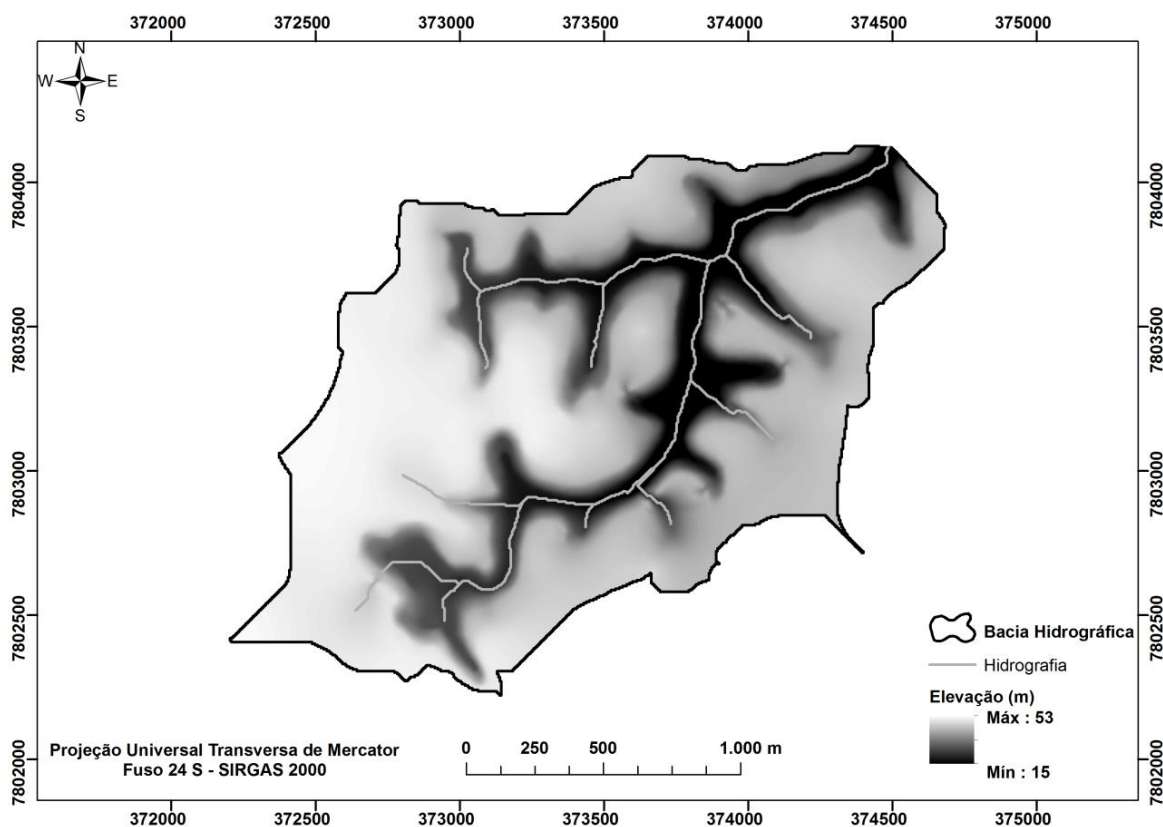 372000 372500 373000 373500 374000 374500 375000
N
W E
S
7804000 7804000
7803500 7803500
7803000 7803000
7802500 7802500
7802000 7802000
Bacia Hidrográfica
Hidrografia
Elevação (m)
Máx : 53
Mín : 15
Projeção Universal Transversa de Mercator
Fuso 24 S - SIRGAS 2000
0 250 500 1.000 m
372000 372500 373000 373500 374000 374500 375000